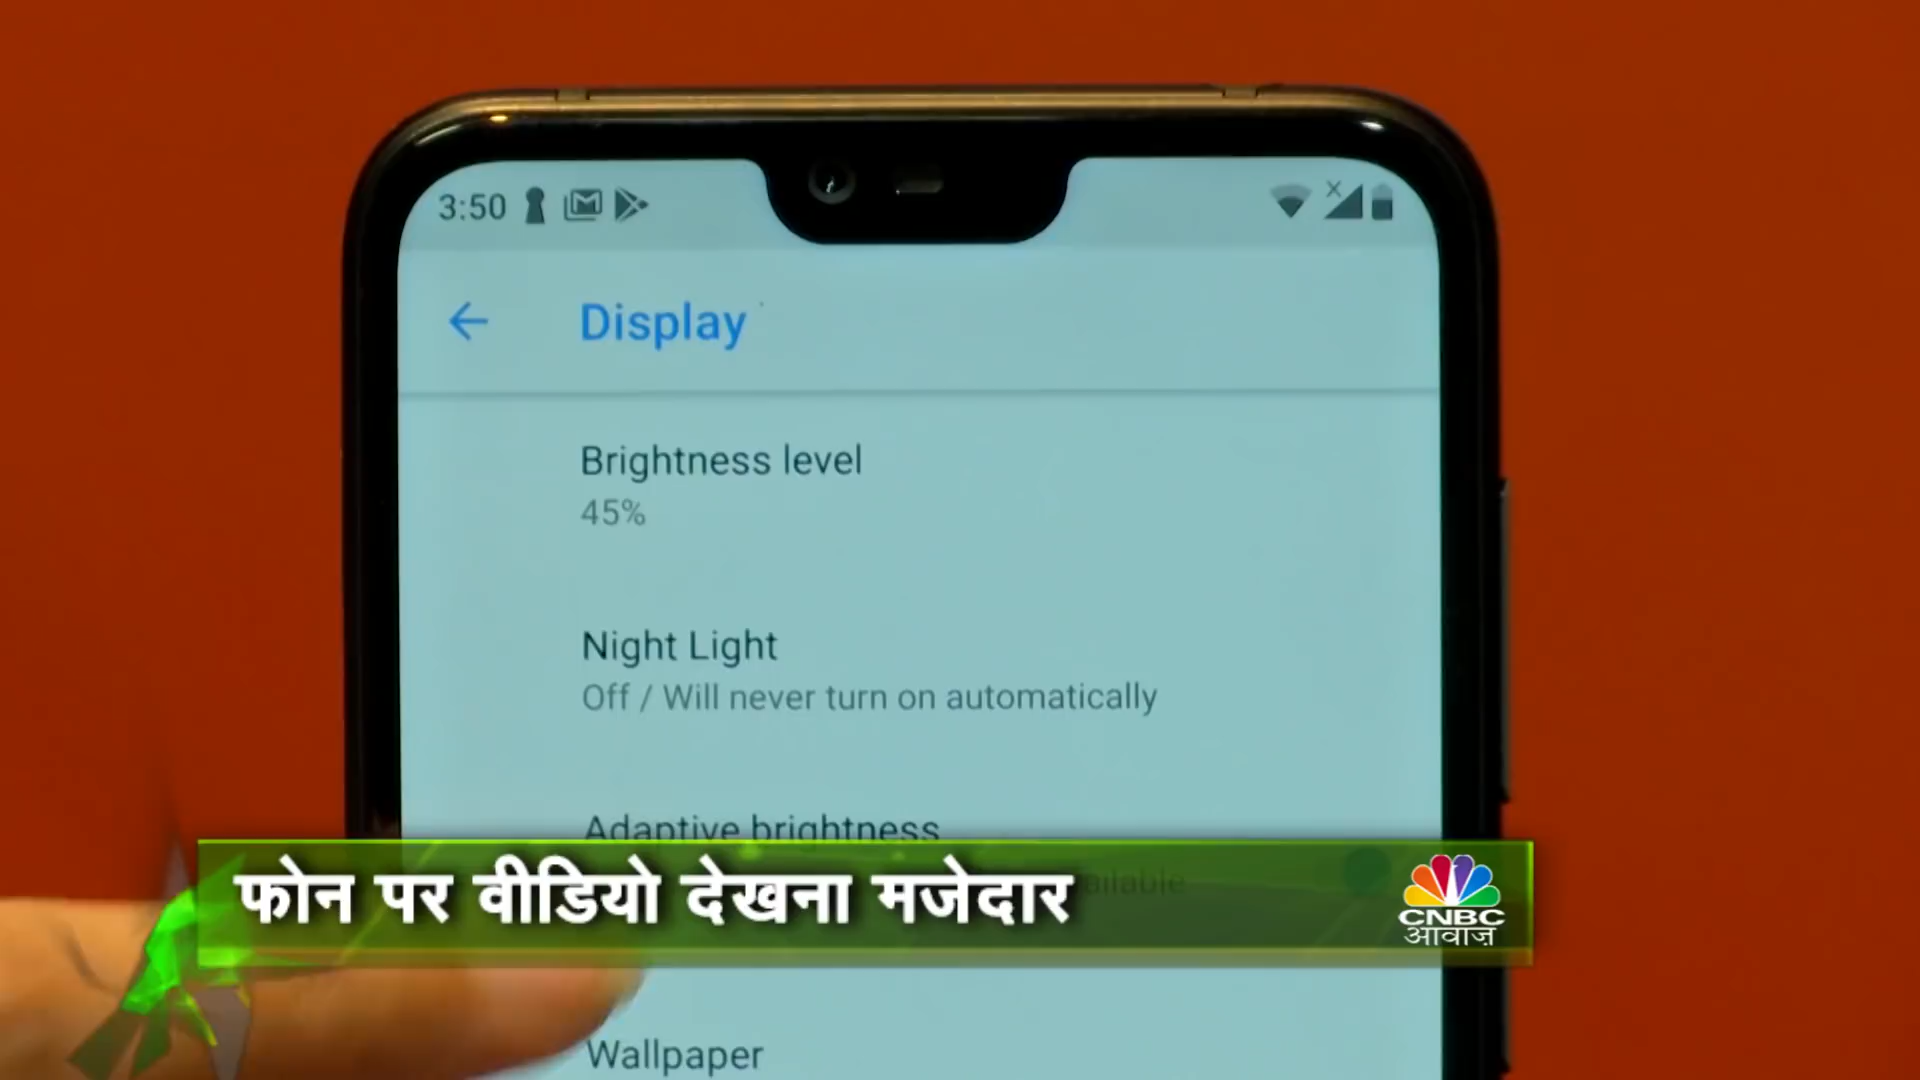 3:50
Display
Brightness level
45%
Night Light
Off / Will never turn on automatically
Adaptive brightness
फोन पर वीडियो देखना मजेदार
CNBC
आवाज़
Wallpaper